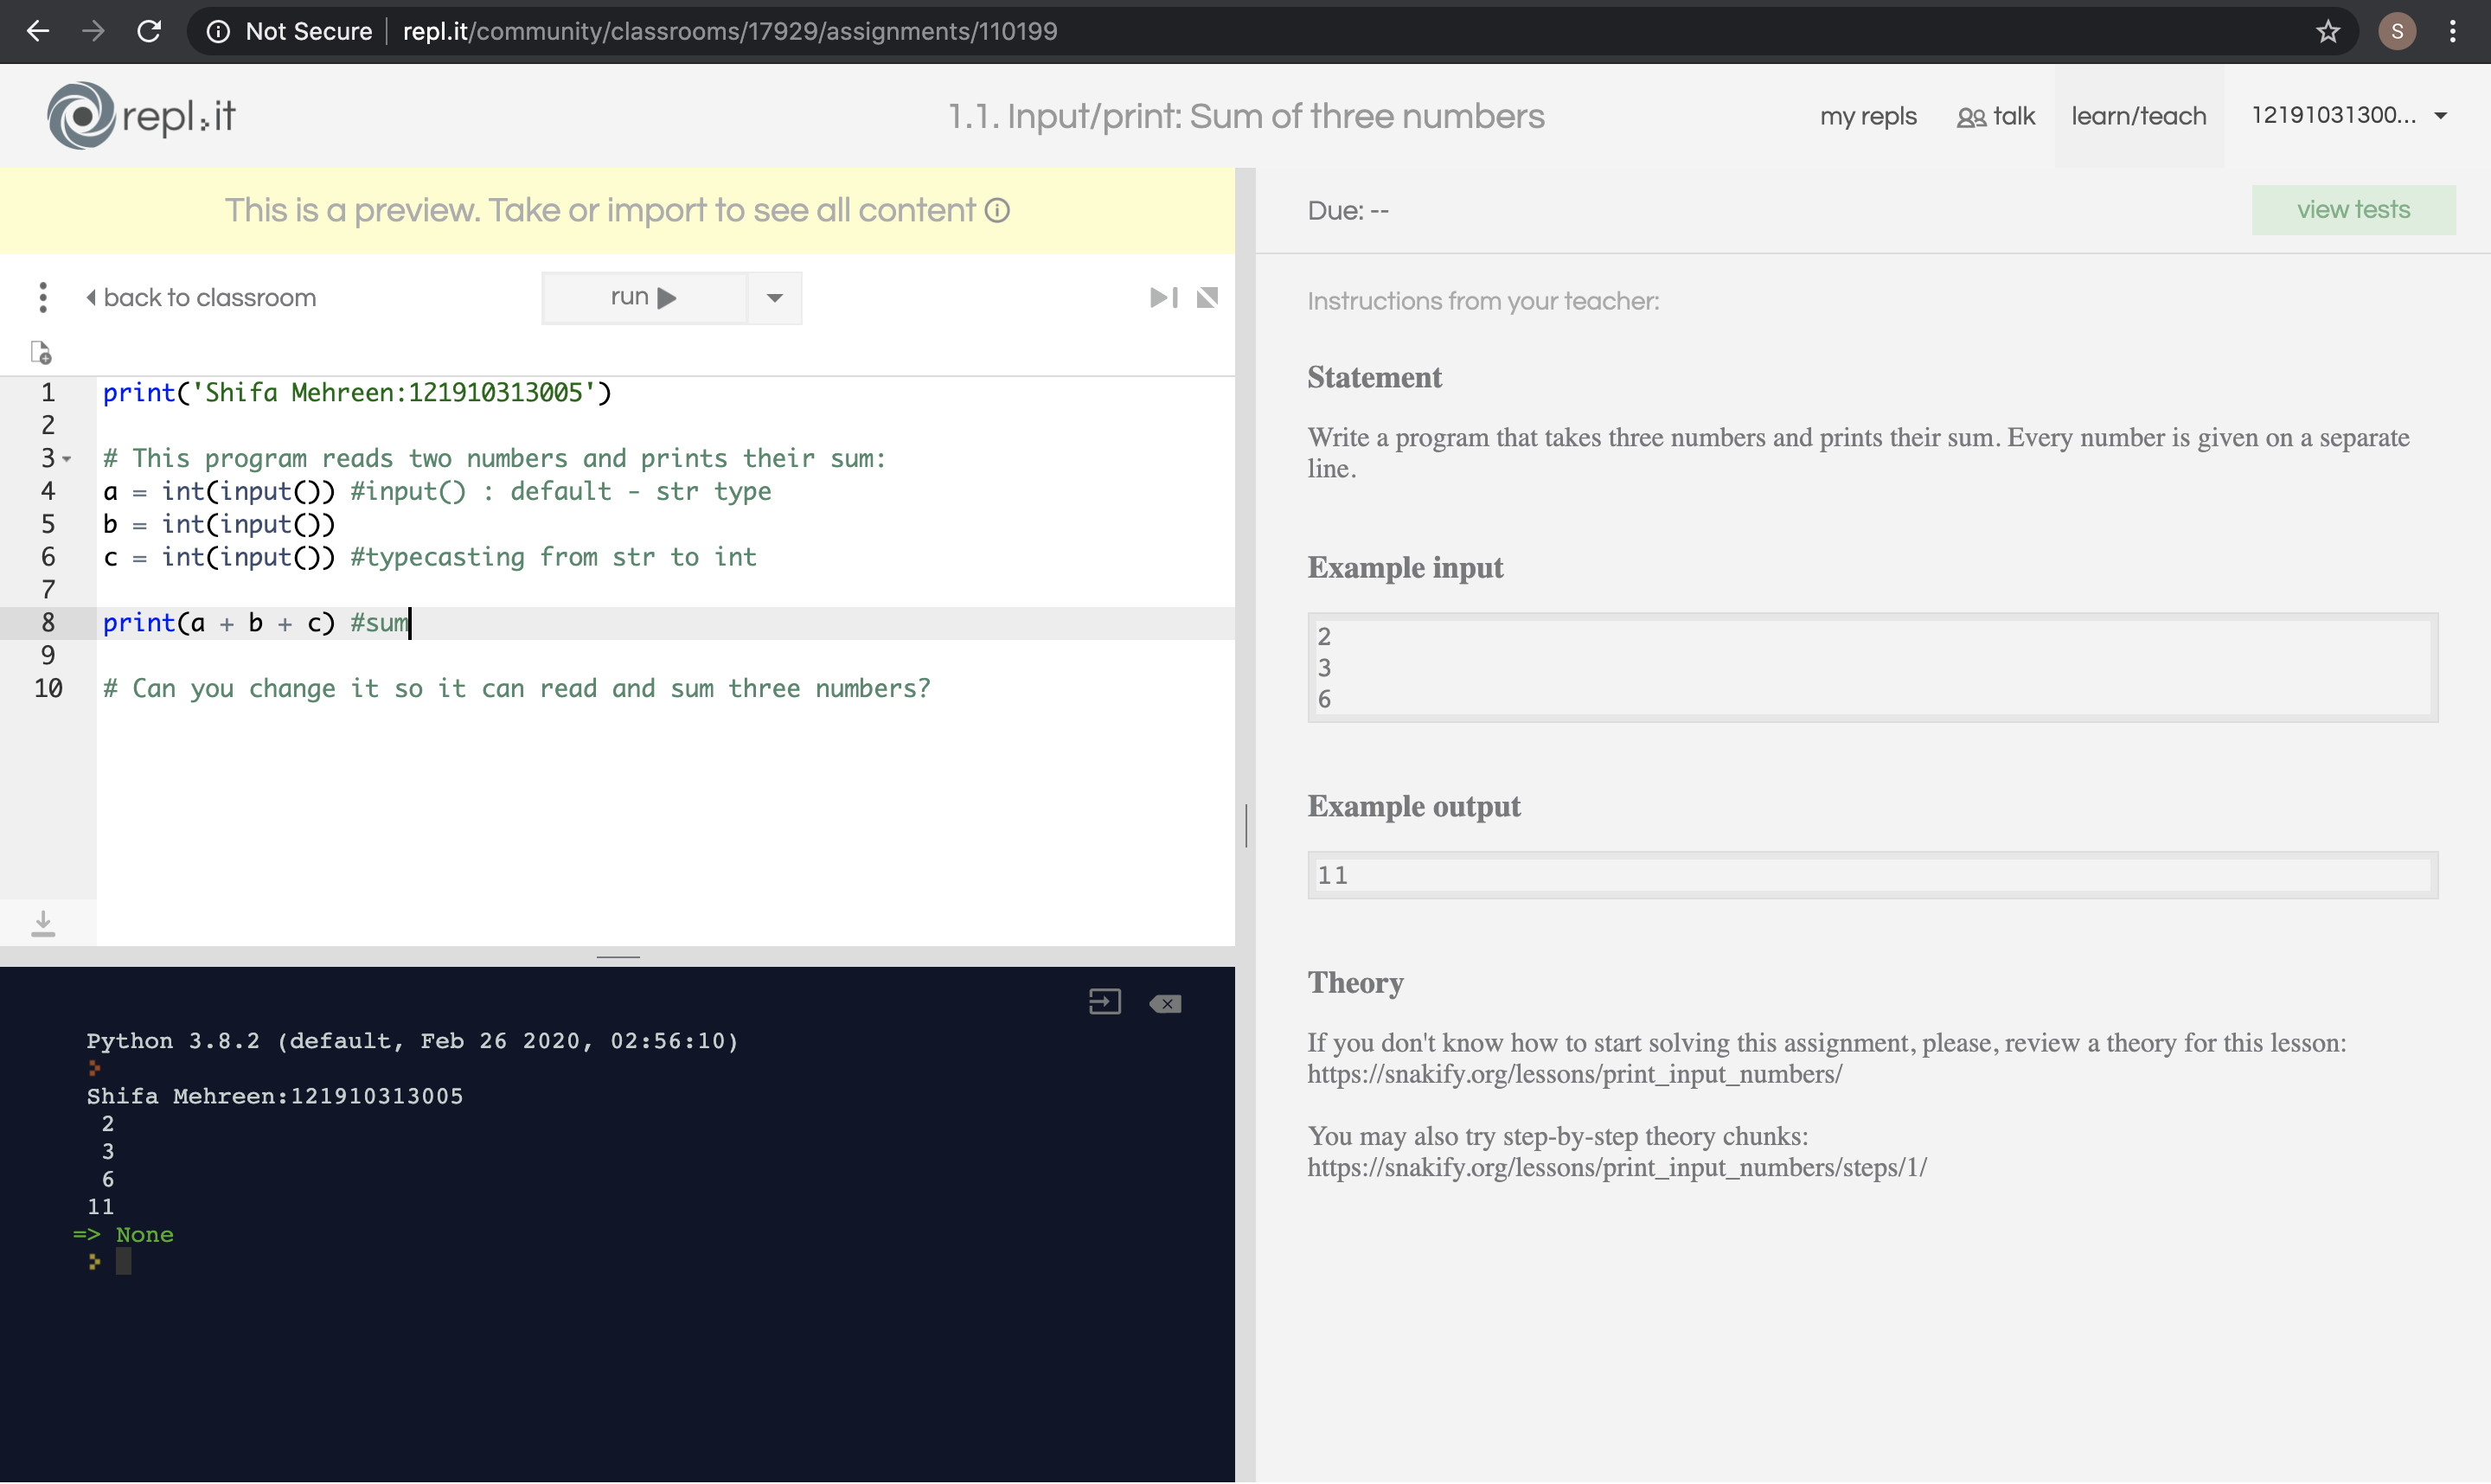 Not Secure repl.it/community/classrooms/17929/assignments/110199
S
repl.it
1.1. Input/print: Sum of three numbers
my repls
talk
learn/teach
12191031300...
This is a preview. Take or import to see all content
back to classroom
run
1 print('Shifa Mehreen:121910313005')
2
3 # This program reads two numbers and prints their sum:
4 a = int(input()) #input() : default - str type
5 b = int(input())
6 c = int(input()) #typecasting from str to int
7
8 print(a + b + c) #sum
9
10 # Can you change it so it can read and sum three numbers?
Python 3.8.2 (default, Feb 26 2020, 02:56:10)
Shifa Mehreen:121910313005
2
3
6
11
=> None
Due: --
view tests
Instructions from your teacher:
Statement
Write a program that takes three numbers and prints their sum. Every number is given on a separate
line.
Example input
2
3
6
Example output
11
Theory
If you don't know how to start solving this assignment, please, review a theory for this lesson:
https://snakify.org/lessons/print_input_numbers/
You may also try step-by-step theory chunks:
https://snakify.org/lessons/print_input_numbers/steps/1/